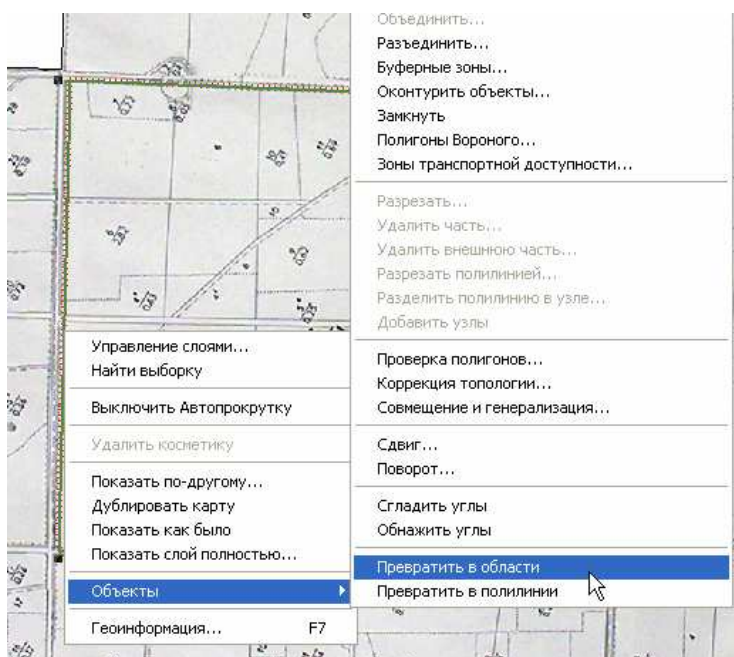 Управление слоями...
Найти выборку
Выключить Автопрокрутку
Удалить косметику
Показать по-другому...
Дублировать карту
Показать как было
Показать слой полностью...
Объекты
Геоинформация... F7
Объединить...
Разъединить...
Буферные зоны...
Оконтурить объекты...
Замкнуть
Полигоны Вороного...
Зоны транспортной доступности...
Разрезать...
Удалить часть...
Удалить внешнюю часть...
Разрезать полилинией...
Разделить полилинию в узле...
Добавить узлы
Проверка полигонов...
Коррекция топологии...
Совмещение и генерализация...
Сдвиг...
Поворот...
Сгладить углы
Обнажить углы
Превратить в области
Превратить в полилинии